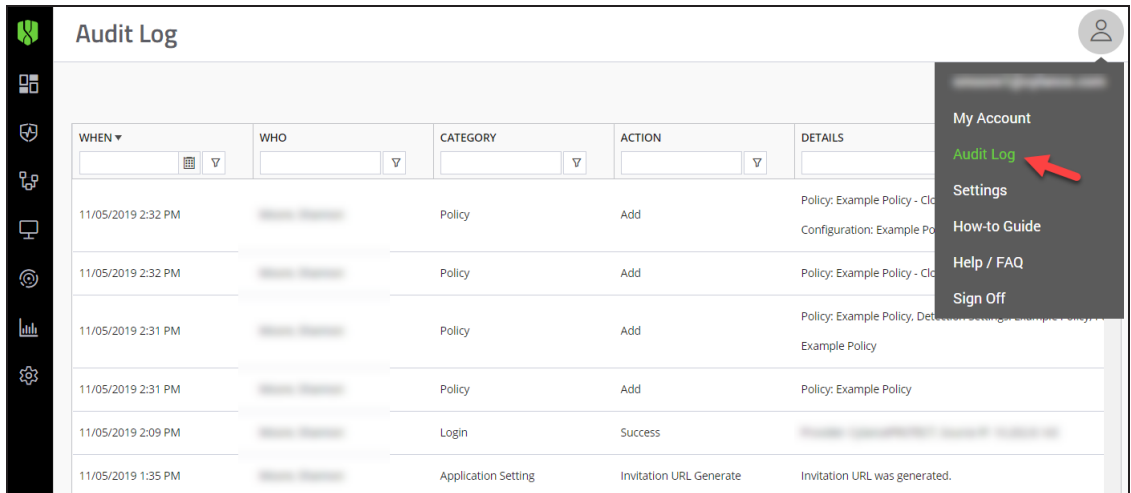 Audit Log
My Account
Audit Log
Settings
How-to Guide
Help / FAQ
Sign Off
WHEN WHO CATEGORY ACTION DETAILS
11/05/2019 2:32 PM Policy Add Policy: Example Policy - Clo
Configuration: Example Po
11/05/2019 2:32 PM Policy Add Policy: Example Policy - Clo
11/05/2019 2:31 PM Policy Add Policy: Example Policy, Detection Settings: Example Policy,
Example Policy
11/05/2019 2:31 PM Policy Add Policy: Example Policy
11/05/2019 2:09 PM Login Success
11/05/2019 1:35 PM Application Setting Invitation URL Generate Invitation URL was generated.